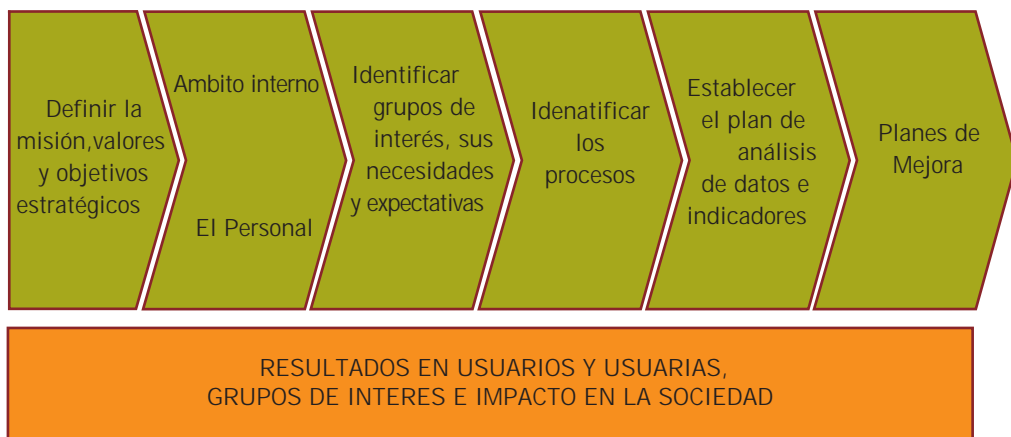 Definir la
misión,valores
y objetivos
estratégicos
Ambito interno
El Personal
Identificar
grupos de
interés, sus
necesidades
y expectativas
Idenatificar
los
procesos
Establecer
el plan de
análisis
de datos e
indicadores
Planes de
Mejora
RESULTADOS EN USUARIOS Y USUARIAS,
GRUPOS DE INTERES E IMPACTO EN LA SOCIEDAD